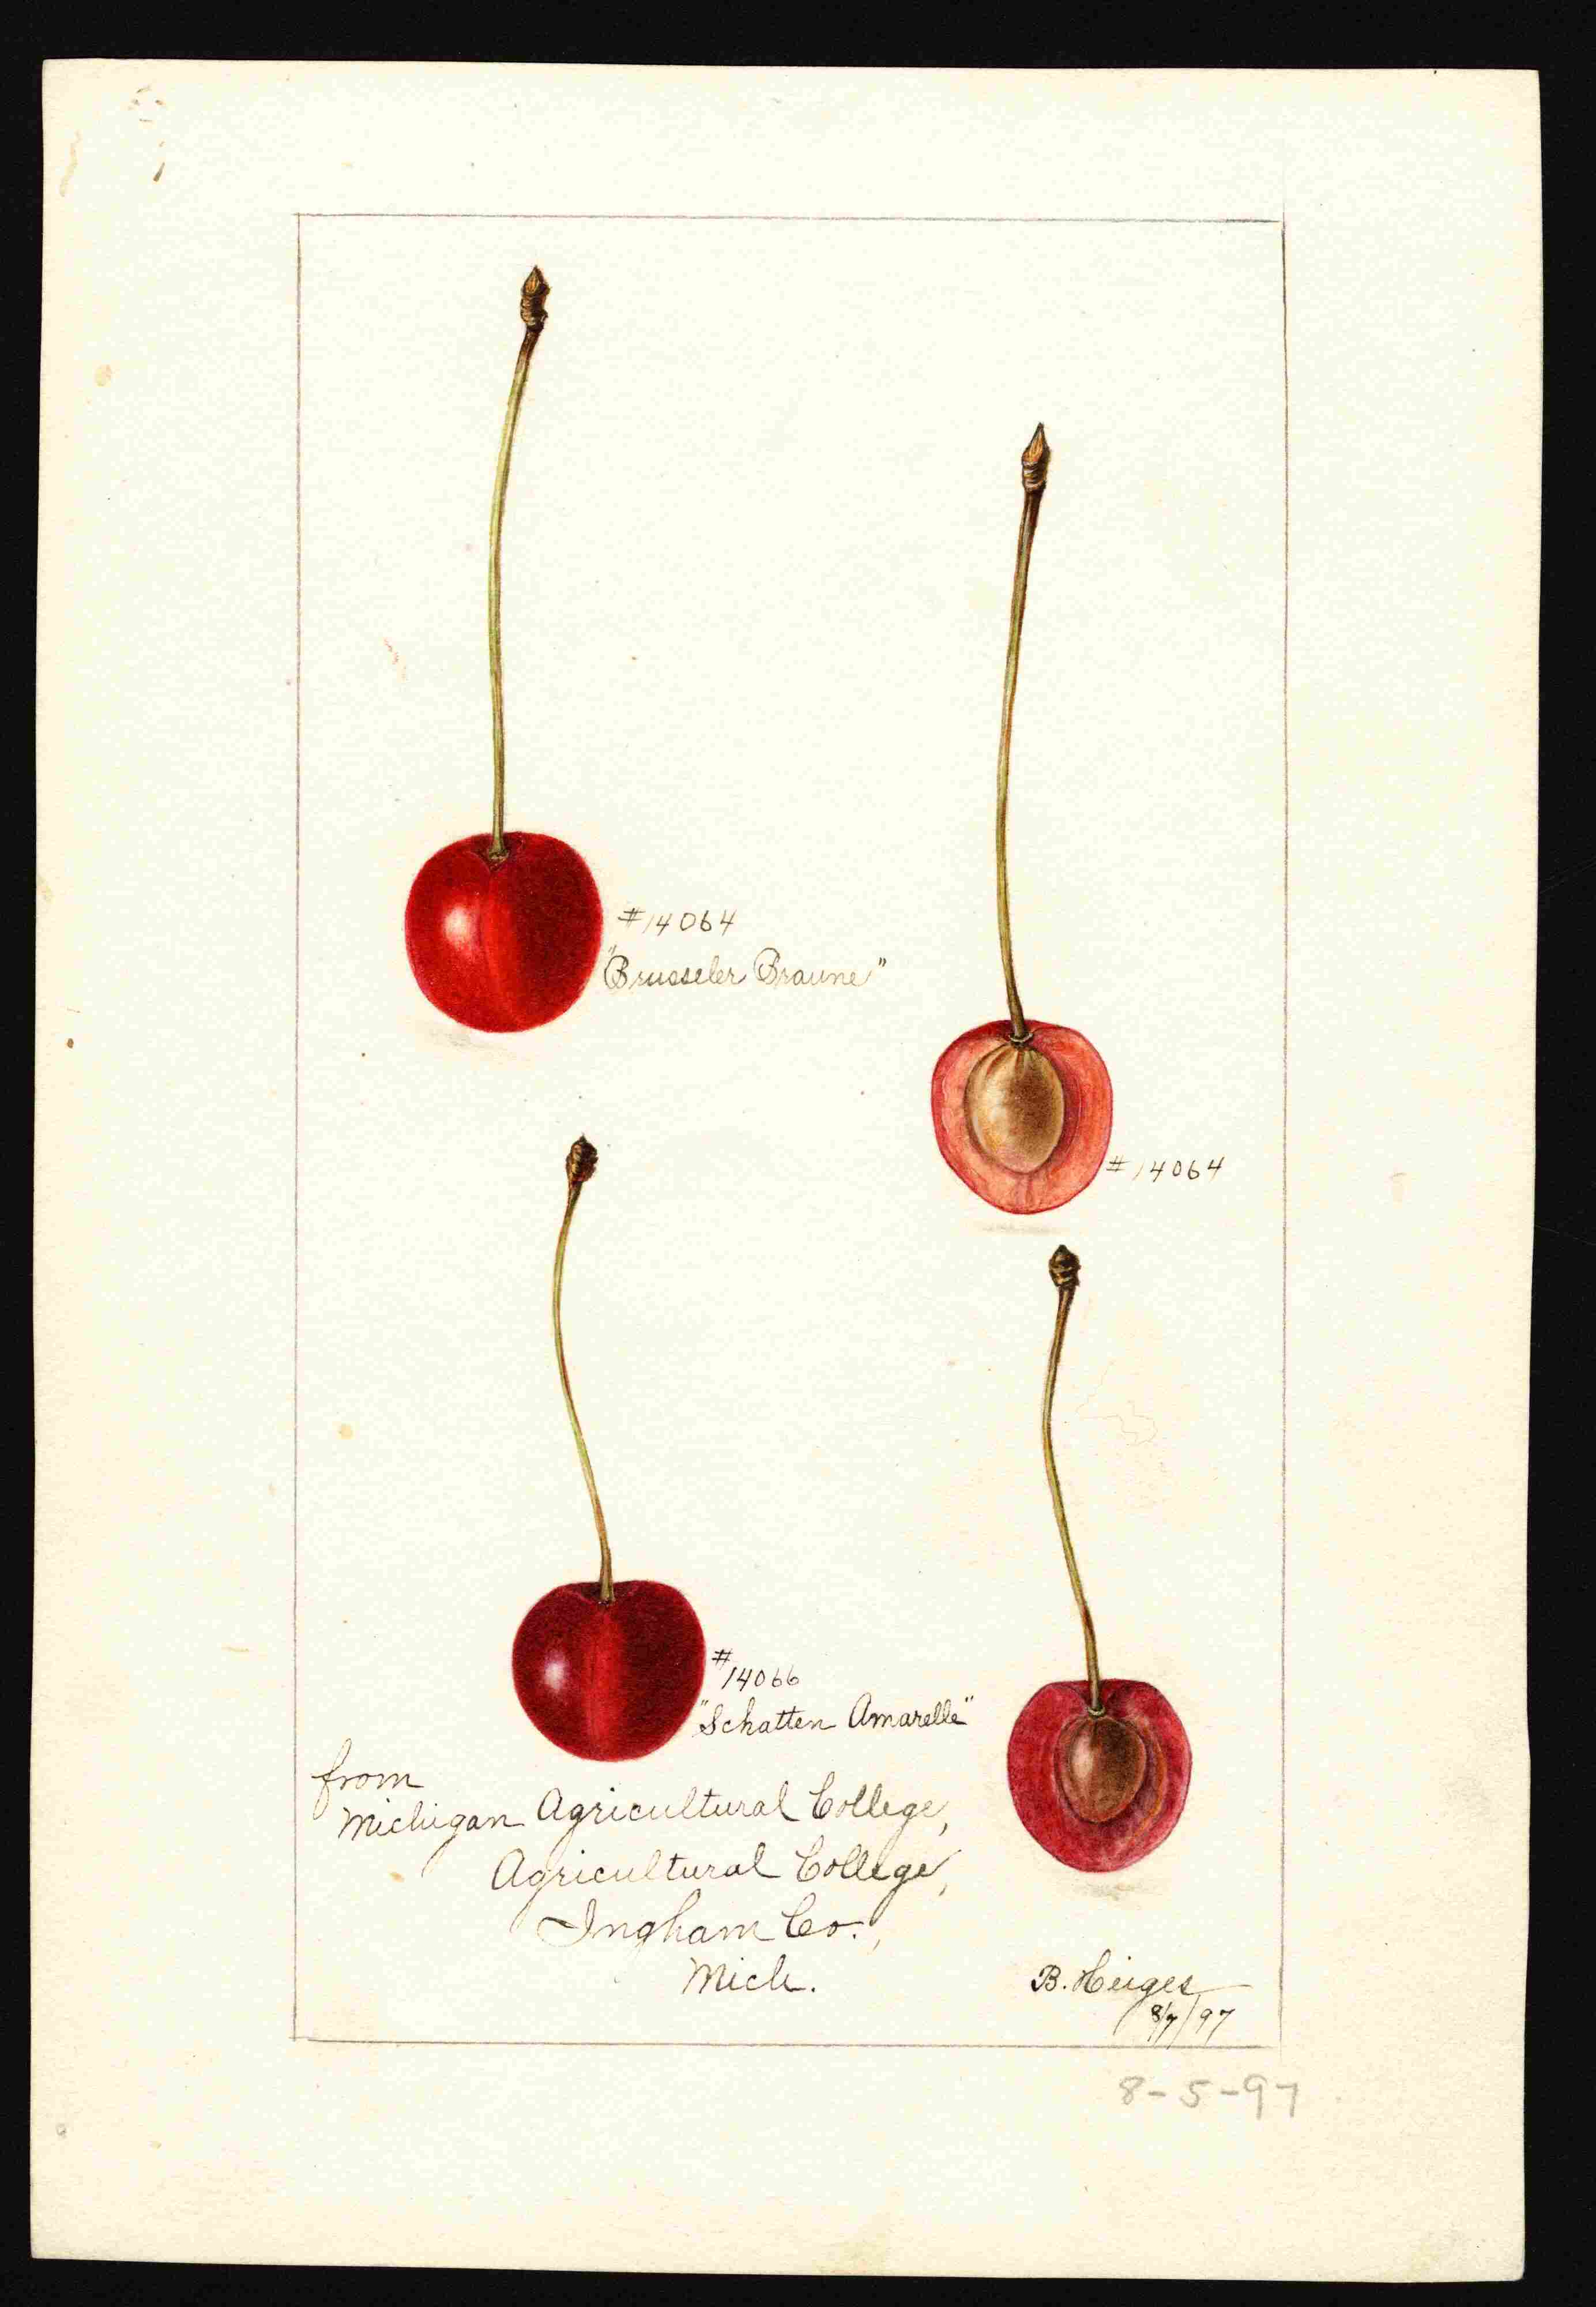 #14064
"Brusseler Braune"
#14064
#14066
"Schatten Amarelle"
from
Michigan Agricultural College,
Agricultural College,
Ingham Co.,
Mich.
B. Heiges
8/7/97
8-5-97